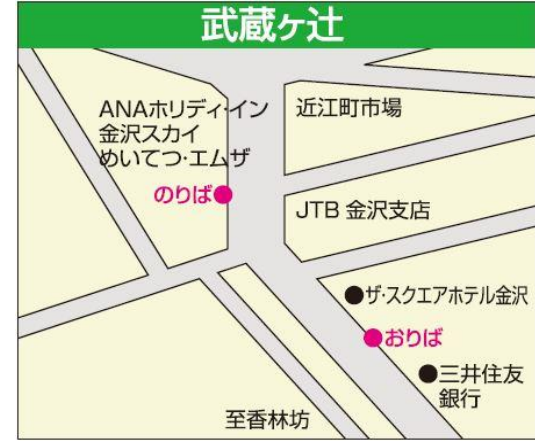 武蔵ヶ辻
ANAホリディ・イン
金沢スカイ
めいてつ・エムザ
のりば
近江町市場
JTB 金沢支店
ザ・スクエアホテル金沢
おりば
三井住友
銀行
至香林坊